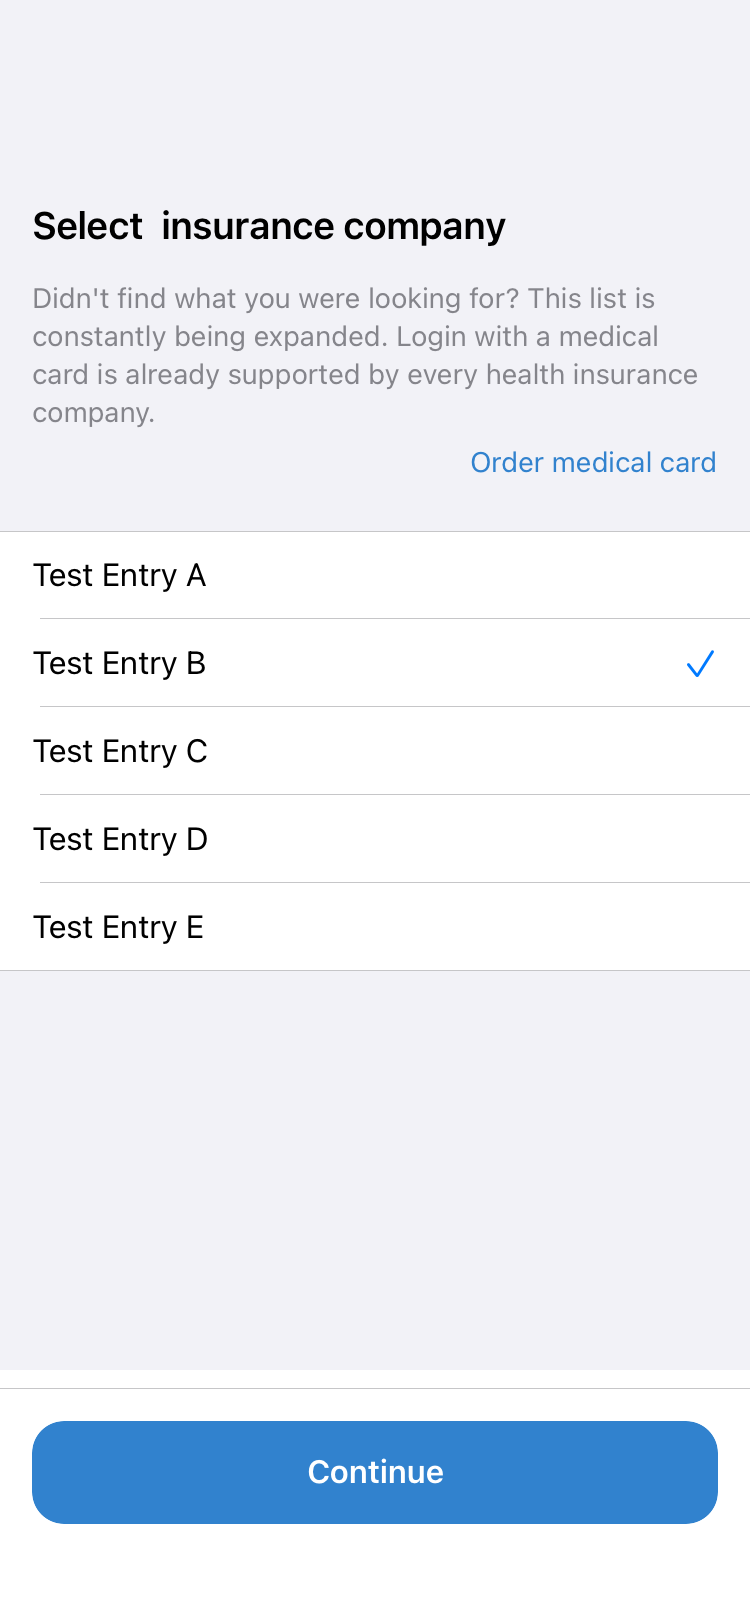 Select  insurance company
Didn't find what you were looking for? This list is
constantly being expanded. Login with a medical
card is already supported by every health insurance
company.
Order medical card
Test Entry A
Test Entry B
Test Entry C
Test Entry D
Test Entry E
Continue